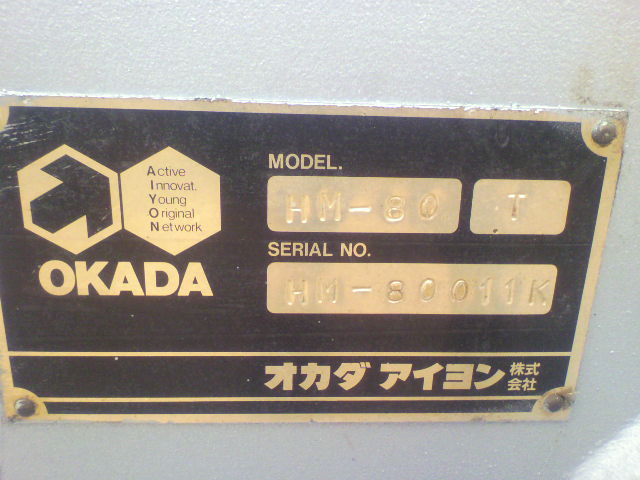 Active
Innovat.
Young
Original
Network
OKADA
MODEL.
HM-80 T
SERIAL NO.
HM-80011K
オカダ アイヨン 株式会社